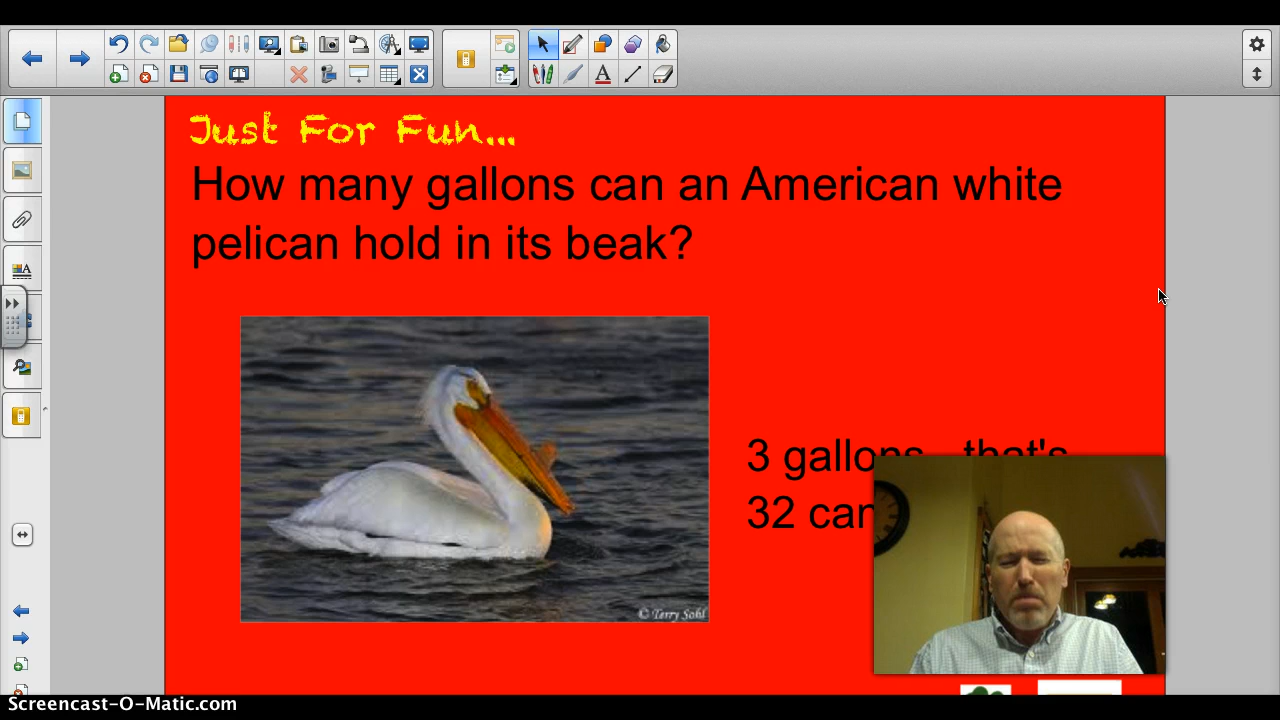 Just For Fun...
How many gallons can an American white
pelican hold in its beak?
3 gallons...that's
32
© Terry Sohl
Screencast-O-Matic.com